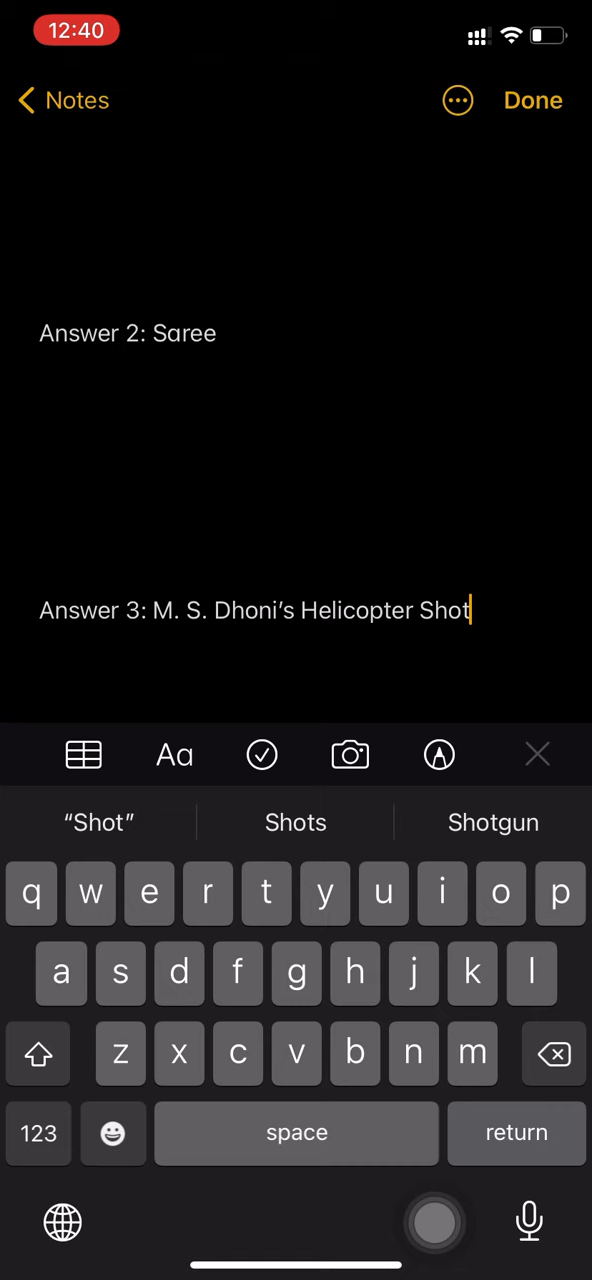 12:40
Notes
Done
Answer 2: Saree
Answer 3: M. S. Dhoni’s Helicopter Shot
Aa
“Shot” Shots Shotgun
q w e r t y u i o p
a s d f g h j k l
z x c v b n m
123 space return